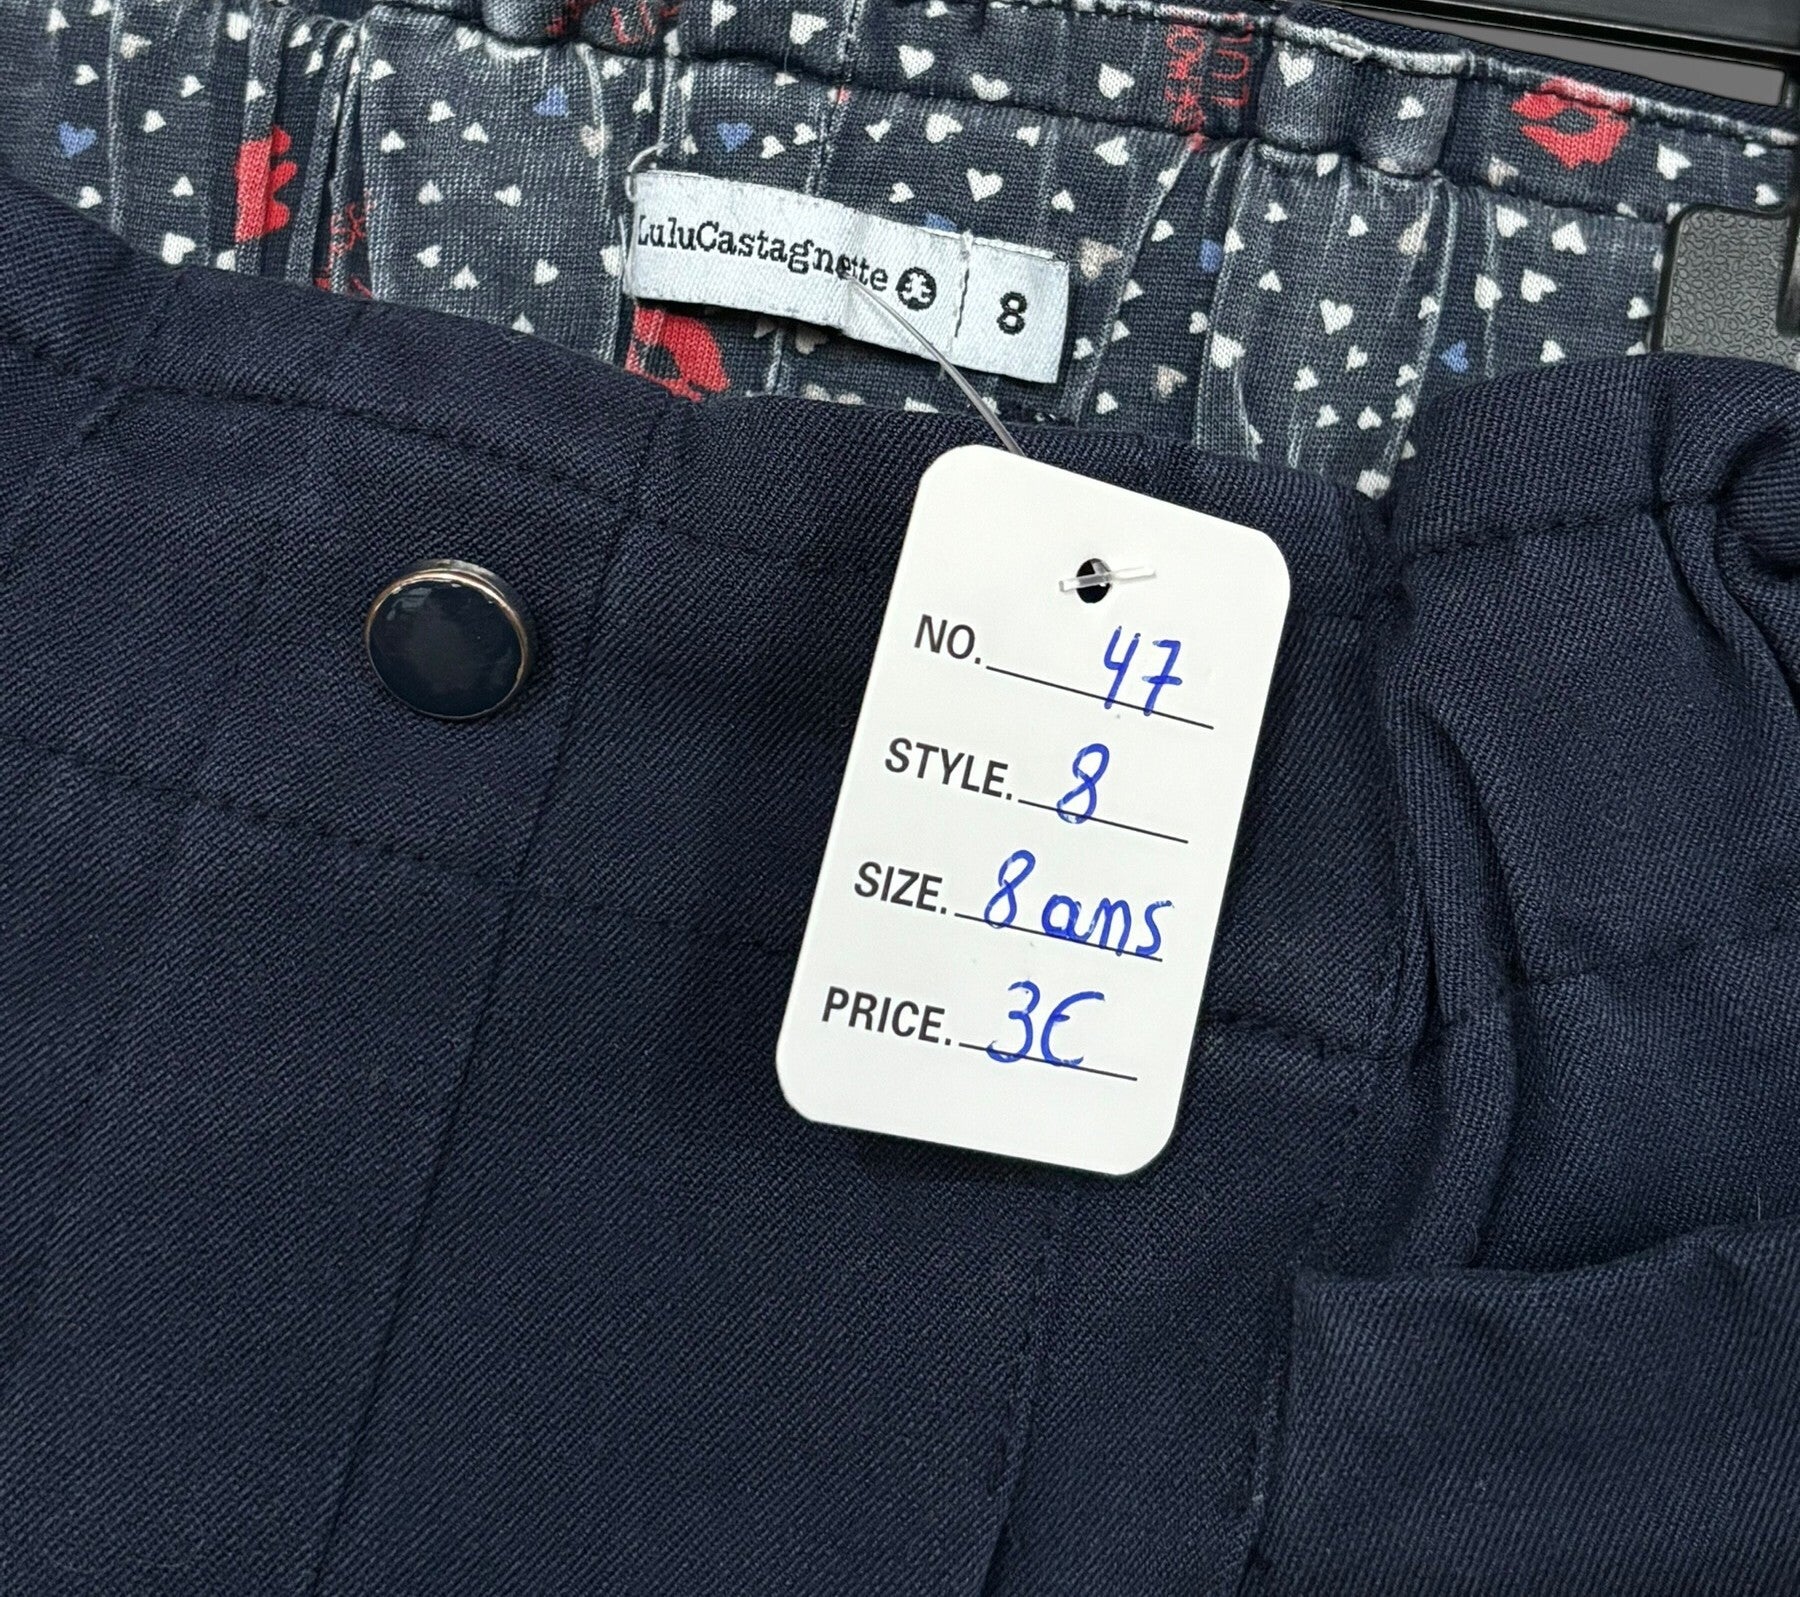 LuluCastagnette 8
NO. 47
STYLE. 8
SIZE. 8 ans
PRICE. 3€